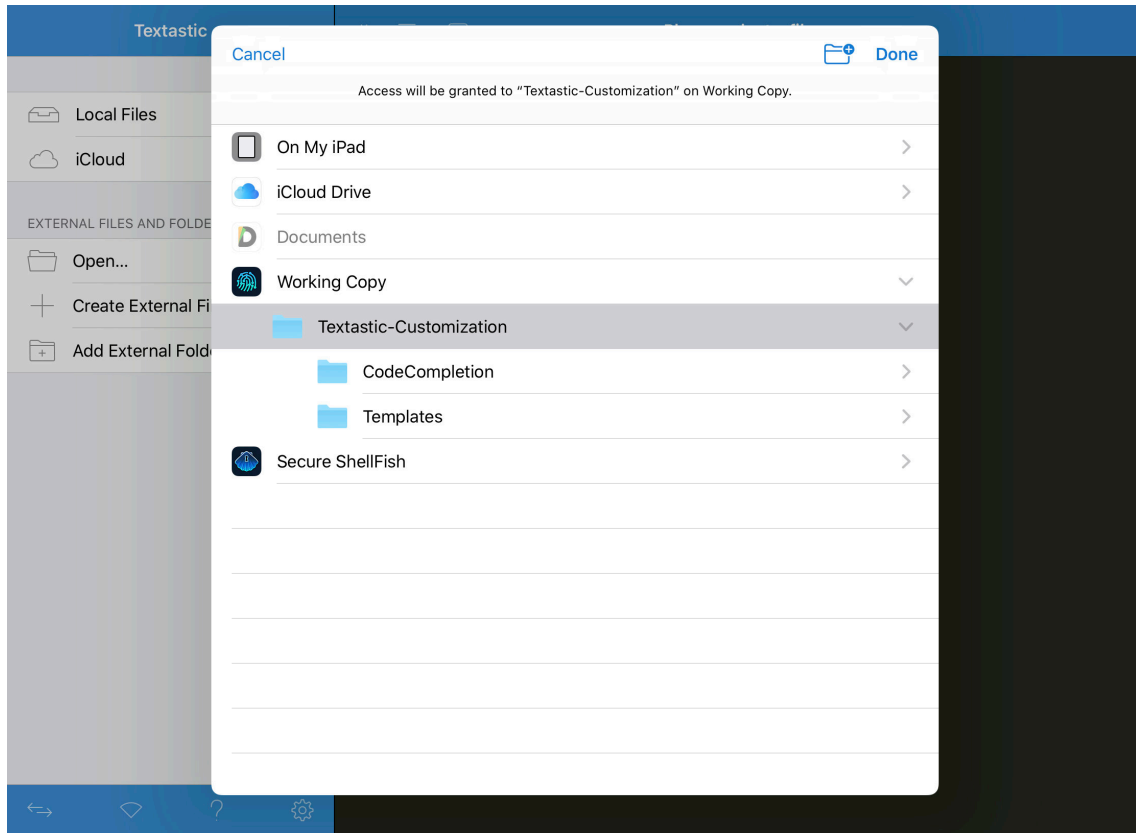 Textastic
Cancel
Done
Access will be granted to “Textastic-Customization” on Working Copy.
Local Files
iCloud
EXTERNAL FILES AND FOLDE
Open...
Create External Fi
Add External Fold
On My iPad
iCloud Drive
Documents
Working Copy
Textastic-Customization
CodeCompletion
Templates
Secure ShellFish